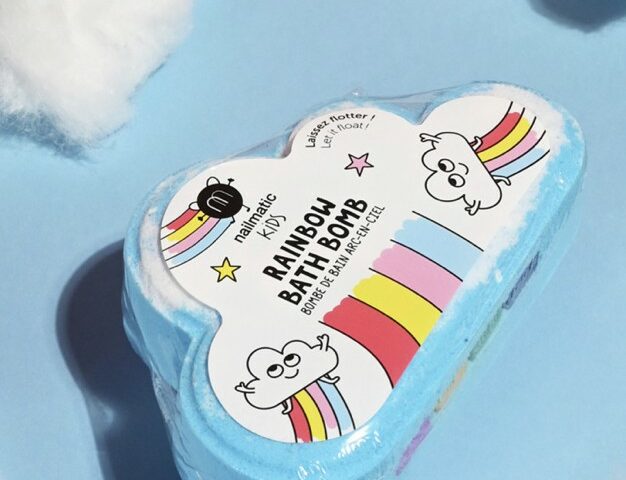 Laissez flotter !
Let it float !
m
nailmatic
KIDS
RAINBOW
BATH BOMB
BOMBE DE BAIN ARC-EN-CIEL